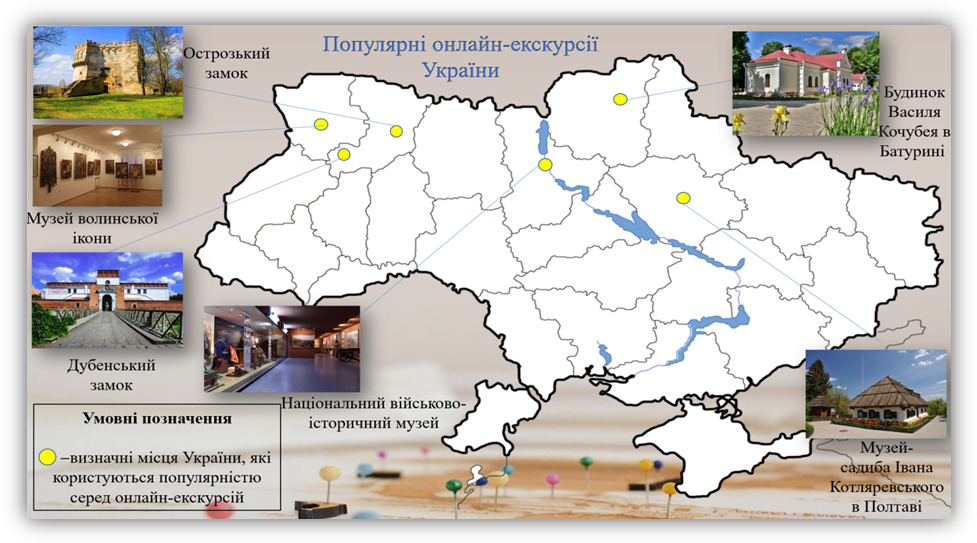 Популярні онлайн-екскурсії
України
Острозький
замок
Музей волинської
ікони
Дубенський
замок
Національний військово-
історичний музей
Будинок
Василя
Кочубея в
Батурині
Музей-
садиба Івана
Котляревського
в Полтаві
Умовні позначення
–визначні місця України, які
користуються популярністю
серед онлайн-екскурсій